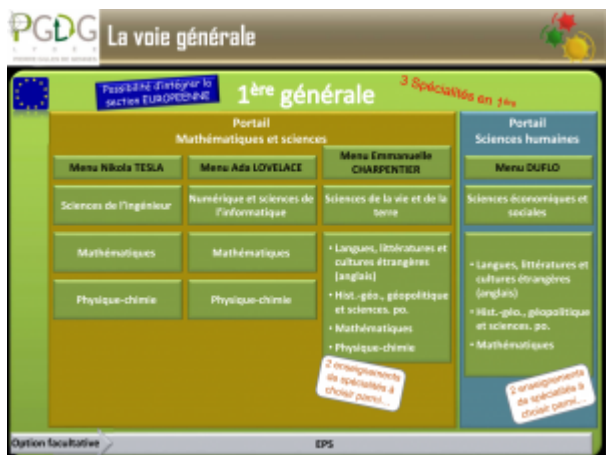 PGDG
LYCÉE
La voie générale
Possibilité d'intégrer la
section EUROPEENNE
1ère générale
3 Spécialités en 1ère
Portail
Mathématiques et sciences
Menu Nikola TESLA
Menu Ada LOVELACE
Menu Emmanuelle
CHARPENTIER
Sciences de l'Ingénieur
Numérique et sciences de
l'informatique
Sciences de la vie et de la
terre
Mathématiques
Mathématiques
Physique-chimie
Physique-chimie
• Langues, littératures et
cultures étrangères
(anglais)
• Hist.-géo., géopolitique
et sciences. po.
• Mathématiques
• Physique-chimie
2 enseignements
de spécialités à
choisir parmi...
Portail
Sciences humaines
Menu DUFLO
Sciences économiques et
sociales
• Langues, littératures et
cultures étrangères
(anglais)
• Hist.-géo., géopolitique
et sciences. po.
• Mathématiques
2 enseignements
de spécialités à
choisir parmi...
Option facultative
EPS